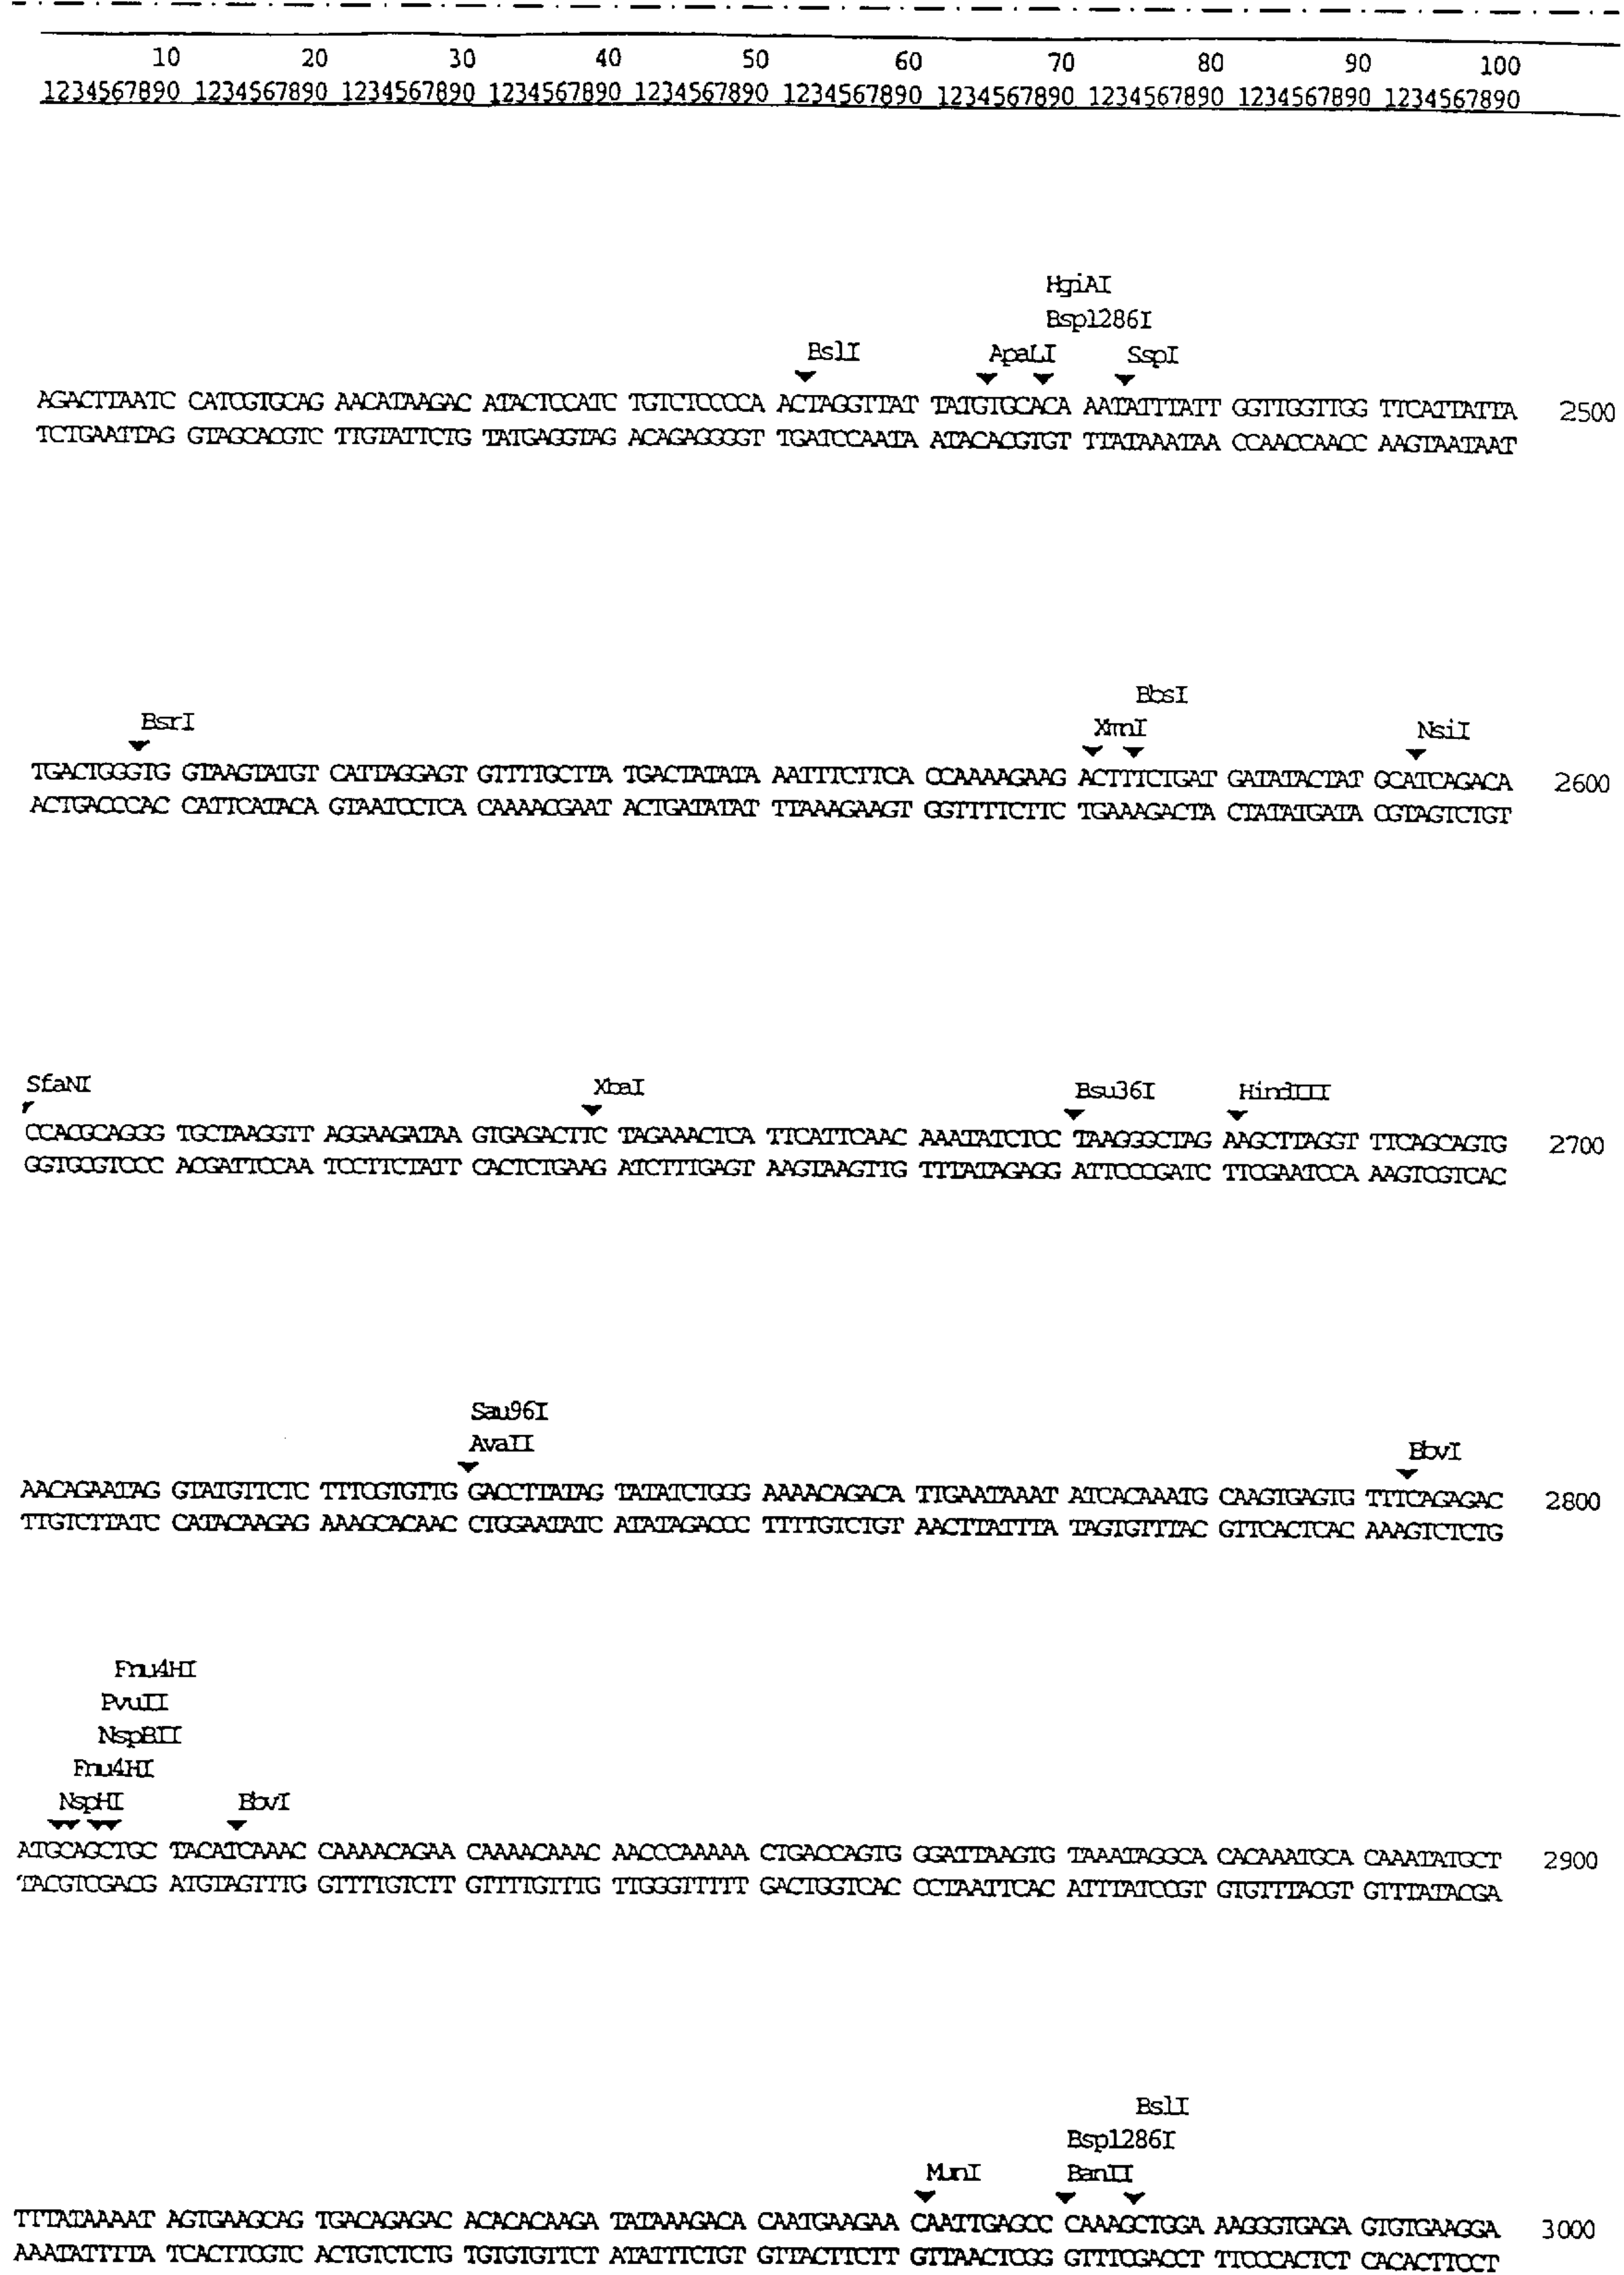 10 20 30 40 50 60 70 80 90 100
1234567890 1234567890 1234567890 1234567890 1234567890 1234567890 1234567890 1234567890 1234567890 1234567890
HgiAI
Bsp1286I
BslI ApaLI SspI
AGACTTAATC CATCGTGCAG AACATAAGAC ATACTCCATC TGTCTCCCCA ACTAGGTTAT TATGTGCACA AATATTTATT GGTTGGTTGG TTCATTATTA 2500
TCTGAATTAG GTAGCACGTC TTGTATTCTG TATGAGGTAG ACAGAGGGGT TGATCCAATA ATACACGTGT TTATAAATAA CCAACCAACC AAGTAATAAT
BbsI
BsrI XmnI NsiI
TGACTGGGTG GTAAGTATGT CATTAGGAGT GTTTTGCTTA TGACTATATA AATTTCTTCA CCAAAAGAAG ACTTTCTGAT GATATACTAT GCATCAGACA 2600
ACTGACCCAC CATTCATACA GTAATCCTCA CAAAACGAAT ACTGATATAT TTAAAGAAGT GGTTTTCTTC TGAAAGACTA CTATATGATA CGTAGTCTGT
SfaNI XbaI Bsu36I HindIII
CCACGCAGGG TGCTAAGGTT AGGAAGATAA GTGAGACTTC TAGAAACTCA TTCATTCAAC AAATATCTCC TAAGGGCTAG AAGCTTAGGT TTCAGCAGTG 2700
GGTGCGTCCC ACGATTCCAA TCCTTCTATT CACTCTGAAG ATCTTTGAGT AAGTAAGTTG TTTATAGAGG ATTCCCGATC TTCGAATCCA AAGTCGTCAC
Sau96I
AvaII BbvI
AACAGAATAG GTATGTTCTC TTTCGTGTTG GACCTTATAG TATATCTGGG AAAACAGACA TTGAATAAAT ATCACAAATG CAAGTGAGTG TTTCAGAGAC 2800
TTGTCTTATC CATACAAGAG AAAGCACAAC CTGGAATATC ATATAGACCC TTTTGTCTGT AACTTATTTA TAGTGTTTAC GTTCACTCAC AAAGTCTCTG
Fnu4HI
PvuII
NspBII
Fnu4HI
NspHI BbvI
ATGCAGCTGC TACATCAAAC CAAAACAGAA CAAAACAAAC AACCCAAAAA CTGACCAGTG GGATTAAGTG TAAATAGGCA CACAAATGCA CAAATATGCT 2900
TACGTCGACG ATGTAGTTTG GTTTTGTCTT GTTTTGTTTG TTGGGTTTTT GACTGGTCAC CCTAATTCAC ATTTATCCGT GTGTTTACGT GTTTATACGA
BslI
Bsp1286I
MunI BanII
TTTATAAAAT AGTGAAGCAG TGACAGAGAC ACACACAAGA TATAAAGACA CAATGAAGAA CAATTGAGCC CAAAGCTGGA AAGGGTGAGA GTGTGAAGGA 3000
AAATATTTTA TCACTTCGTC ACTGTCTCTG TGTGTGTTCT ATATTTCTGT GTTACTTCTT GTTAACTCGG GTTTCGACCT TTCCCACTCT CACACTTCCT